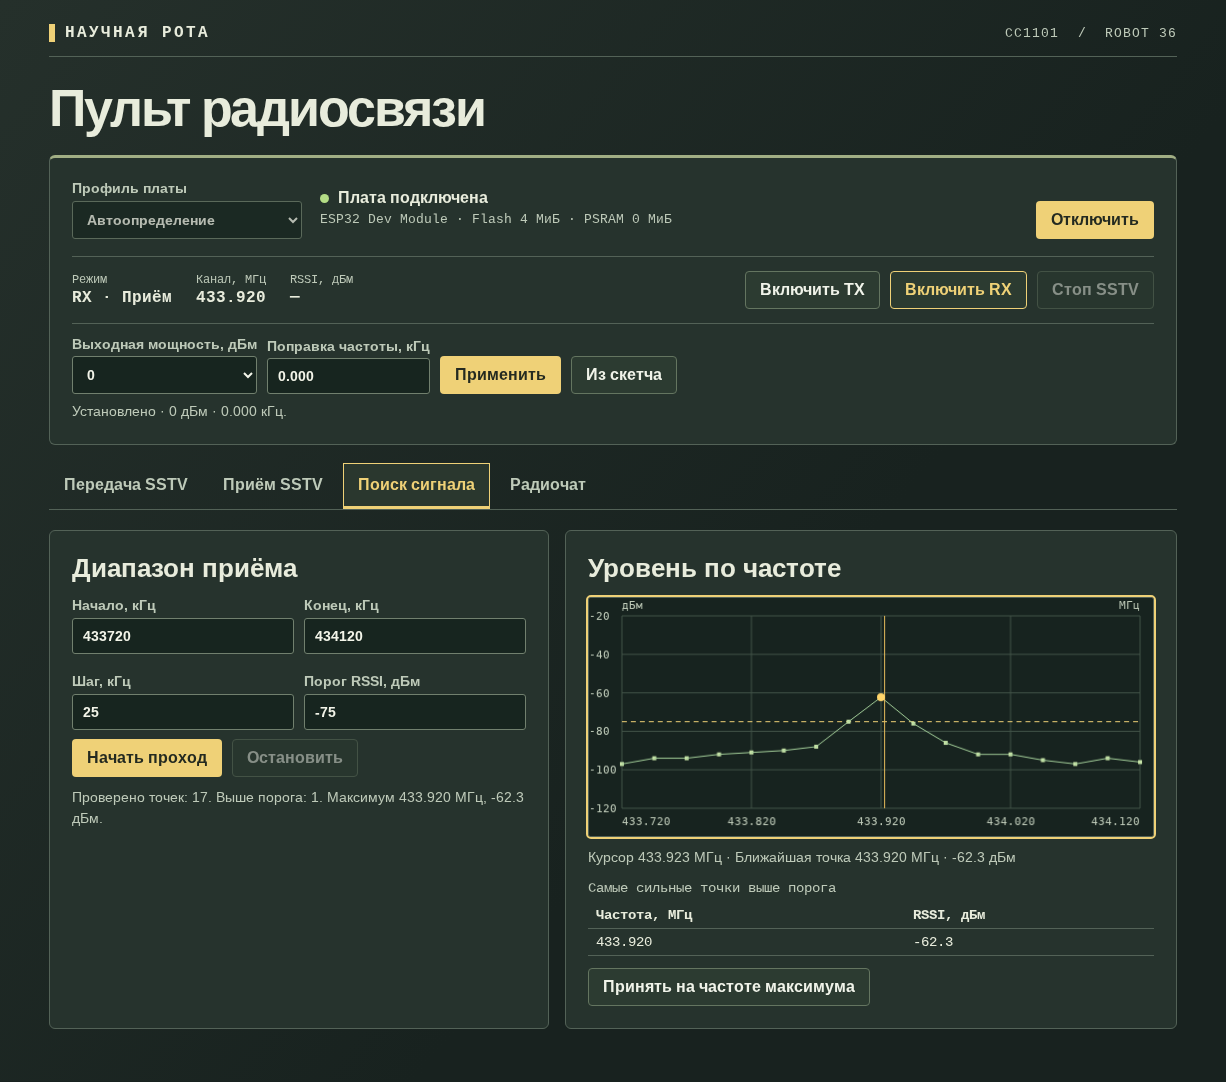 НАУЧНАЯ РОТА
CC1101 / ROBOT 36
Пульт радиосвязи
Профиль платы
Автоопределение
Плата подключена
ESP32 Dev Module · Flash 4 МиБ · PSRAM 0 МиБ
Отключить
Режим
RX · Приём
Канал, МГц
433.920
RSSI, дБм
—
Включить TX
Включить RX
Стоп SSTV
Выходная мощность, дБм
0
Поправка частоты, кГц
0.000
Применить
Из скетча
Установлено · 0 дБм · 0.000 кГц.
Передача SSTV
Приём SSTV
Поиск сигнала
Радиочат
Диапазон приёма
Начало, кГц
433720
Конец, кГц
434120
Шаг, кГц
25
Порог RSSI, дБм
-75
Начать проход
Остановить
Проверено точек: 17. Выше порога: 1. Максимум 433.920 МГц, -62.3
дБм.
Уровень по частоте
дБм
МГц
-20
-40
-60
-80
-100
-120
433.720
433.820
433.920
434.020
434.120
Курсор 433.923 МГц · Ближайшая точка 433.920 МГц · -62.3 дБм
Самые сильные точки выше порога
Частота, МГц
RSSI, дБм
433.920
-62.3
Принять на частоте максимума